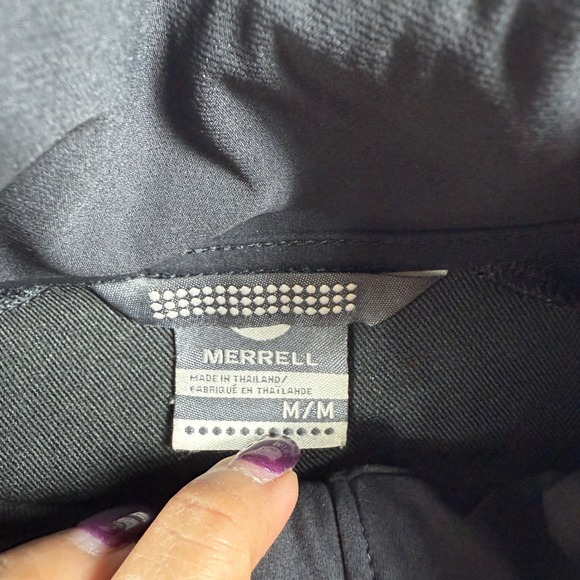 MERRELL
MADE IN THAILAND/
FABRIQUÉ EN THAÏLANDE
M/M